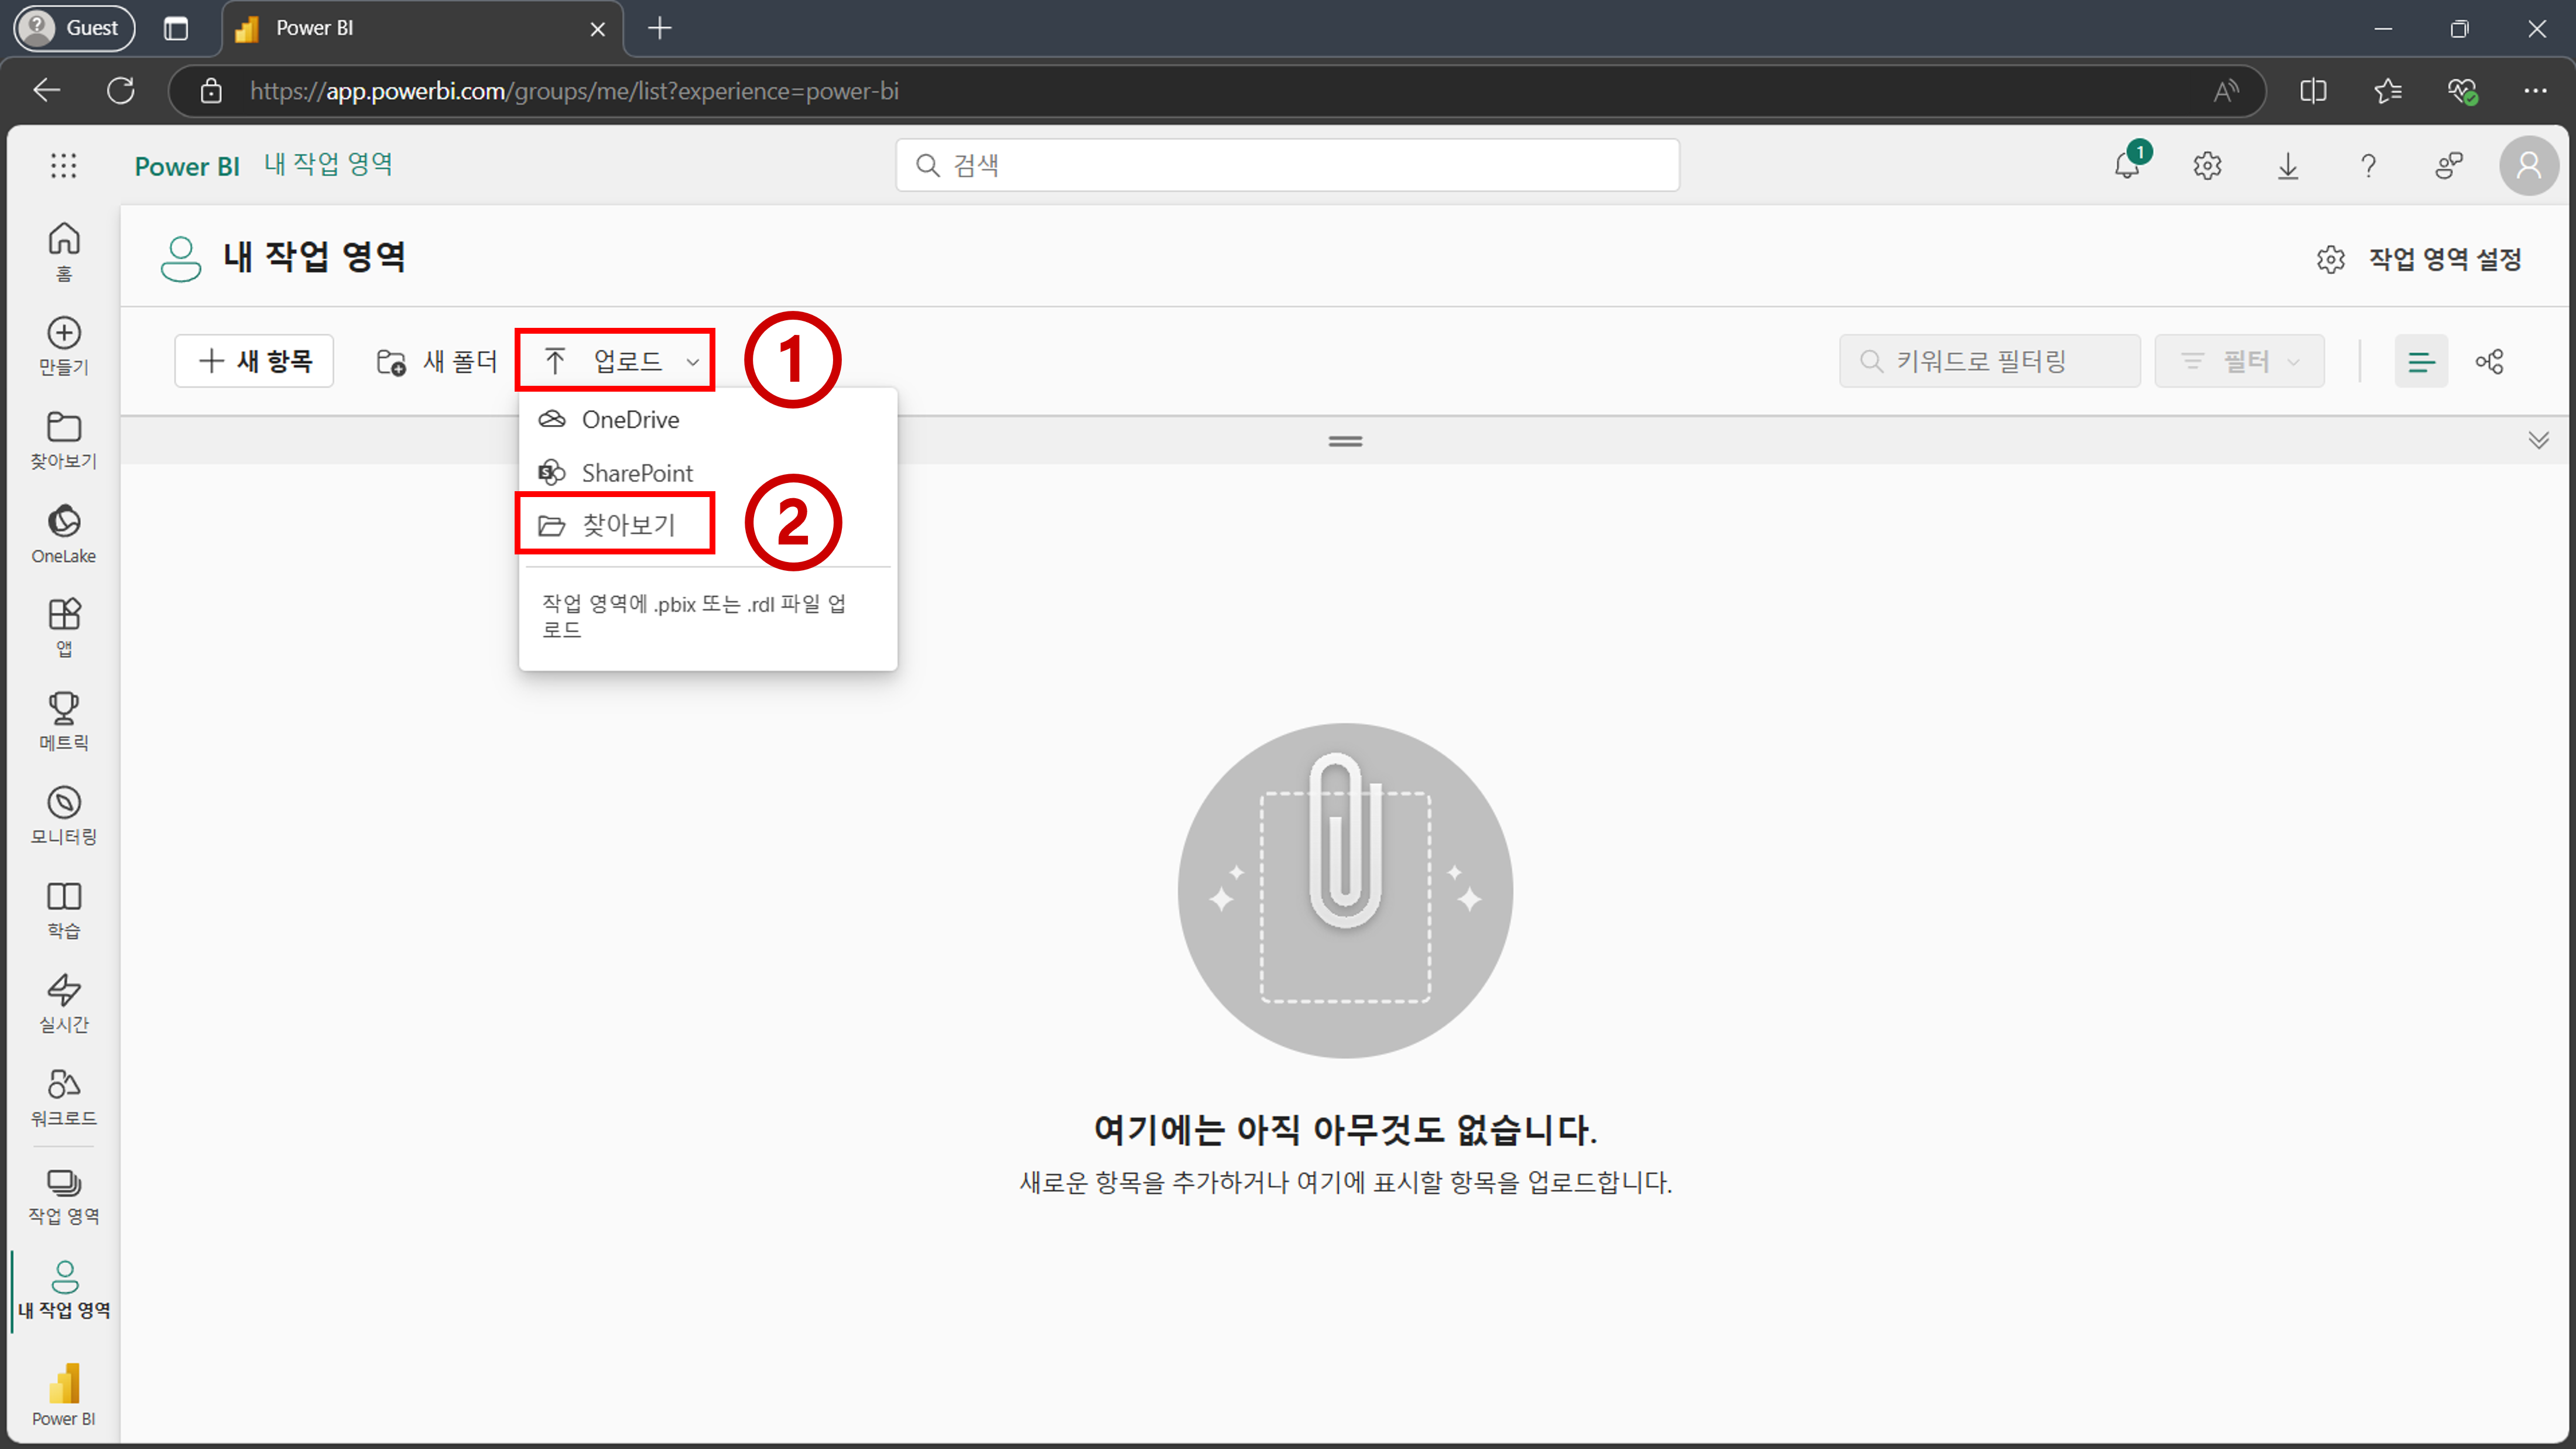 Guest
Power BI
https://app.powerbi.com/groups/me/list?experience=power-bi
Power BI 내 작업 영역
검색
1
내 작업 영역
작업 영역 설정
새 항목
새 폴더
업로드
1
키워드로 필터링
필터
OneDrive
SharePoint
찾아보기
2
작업 영역에 .pbix 또는 .rdl 파일 업
로드
홈
만들기
찾아보기
OneLake
앱
메트릭
모니터링
학습
실시간
워크로드
작업 영역
내 작업 영역
Power BI
여기에는 아직 아무것도 없습니다.
새로운 항목을 추가하거나 여기에 표시할 항목을 업로드합니다.